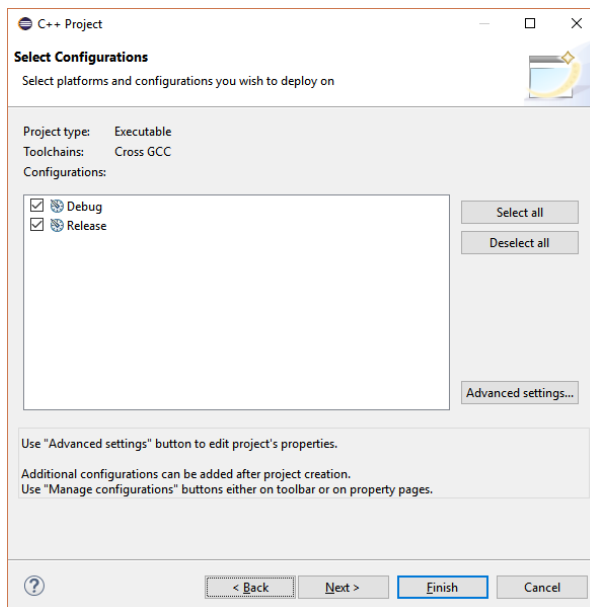 C++ Project
Select Configurations
Select platforms and configurations you wish to deploy on
Project type: Executable
Toolchains: Cross GCC
Configurations:
Debug
Release
Select all
Deselect all
Advanced settings...
Use "Advanced settings" button to edit project's properties.
Additional configurations can be added after project creation.
Use "Manage configurations" buttons either on toolbar or on property pages.
? < Back Next > Finish Cancel